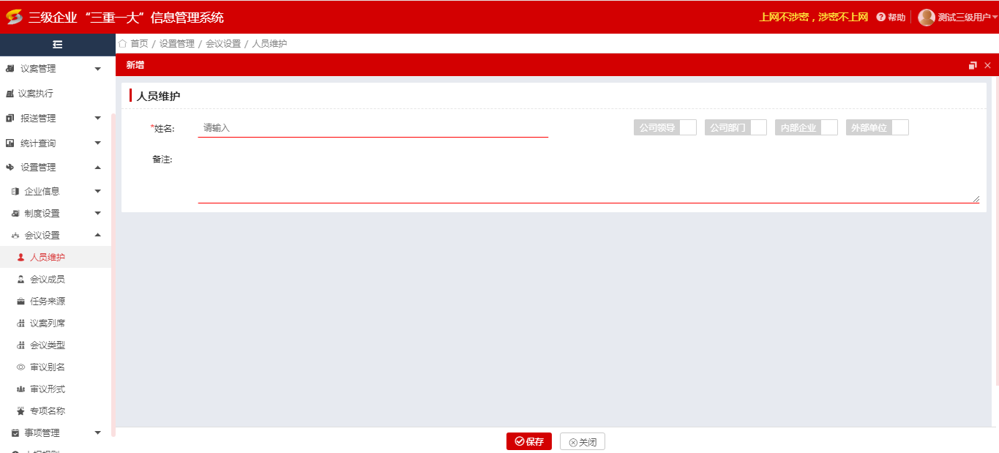 三级企业“三重一大”信息管理系统
上网不涉密，涉密不上网 帮助 测试三级用户
首页 / 设置管理 / 会议设置 / 人员维护
新增
议案管理
议案执行
报送管理
统计查询
设置管理
企业信息
制度设置
会议设置
人员维护
会议成员
任务来源
议案列席
会议类型
审议别名
审议形式
专项名称
事项管理
人员维护
*姓名: 请输入 公司领导 公司部门 内部企业 外部单位
备注:
保存 关闭